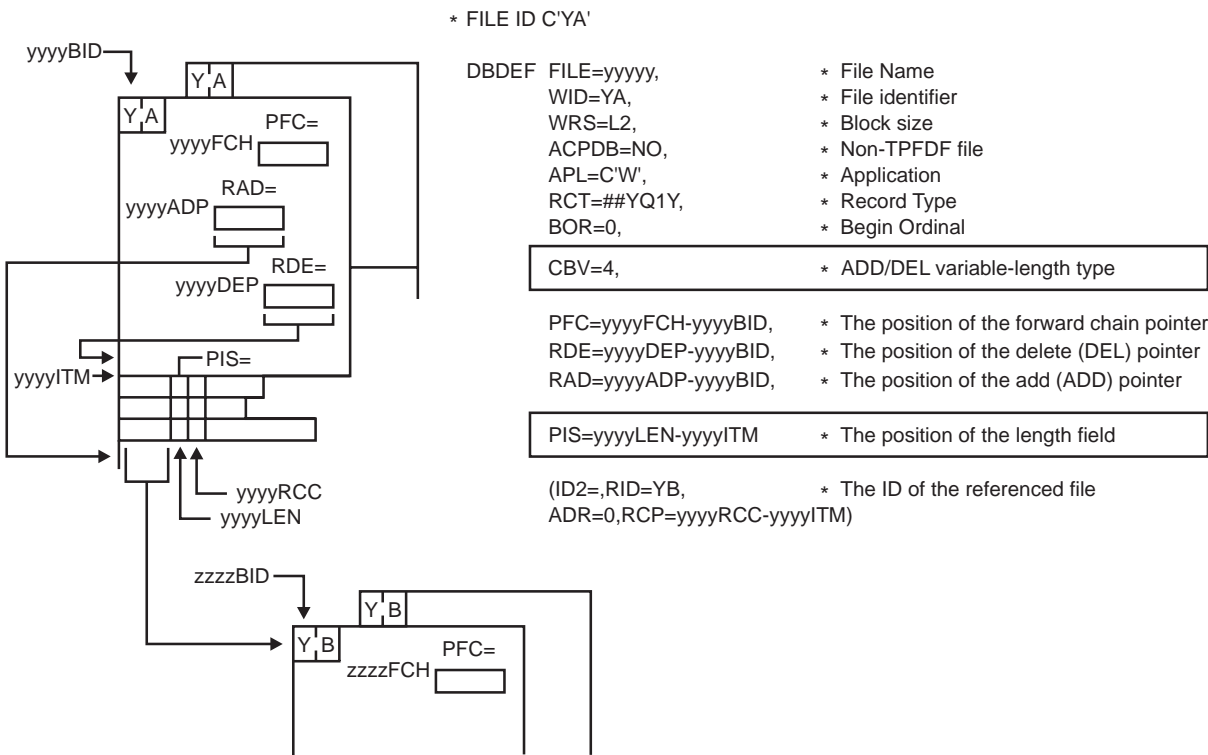 * FILE ID C'YA'
yyyyBID
Y A
Y A
PFC=
yyyyFCH
RAD=
yyyyADP
RDE=
yyyyDEP
PIS=
yyyyITM
yyyyRCC
yyyyLEN
DBDEF FILE=yyyyy, * File Name
WID=YA, * File identifier
WRS=L2, * Block size
ACPDB=NO, * Non-TPFDF file
APL=C'W', * Application
RCT=##YQ1Y, * Record Type
BOR=0, * Begin Ordinal
CBV=4, * ADD/DEL variable-length type
PFC=yyyyFCH-yyyyBID, * The position of the forward chain pointer
RDE=yyyyDEP-yyyyBID, * The position of the delete (DEL) pointer
RAD=yyyyADP-yyyyBID, * The position of the add (ADD) pointer
PIS=yyyyLEN-yyyyITM * The position of the length field
(ID2=,RID=YB, * The ID of the referenced file
ADR=0,RCP=yyyyRCC-yyyyITM)
zzzzBID
Y B
Y B
PFC=
zzzzFCH